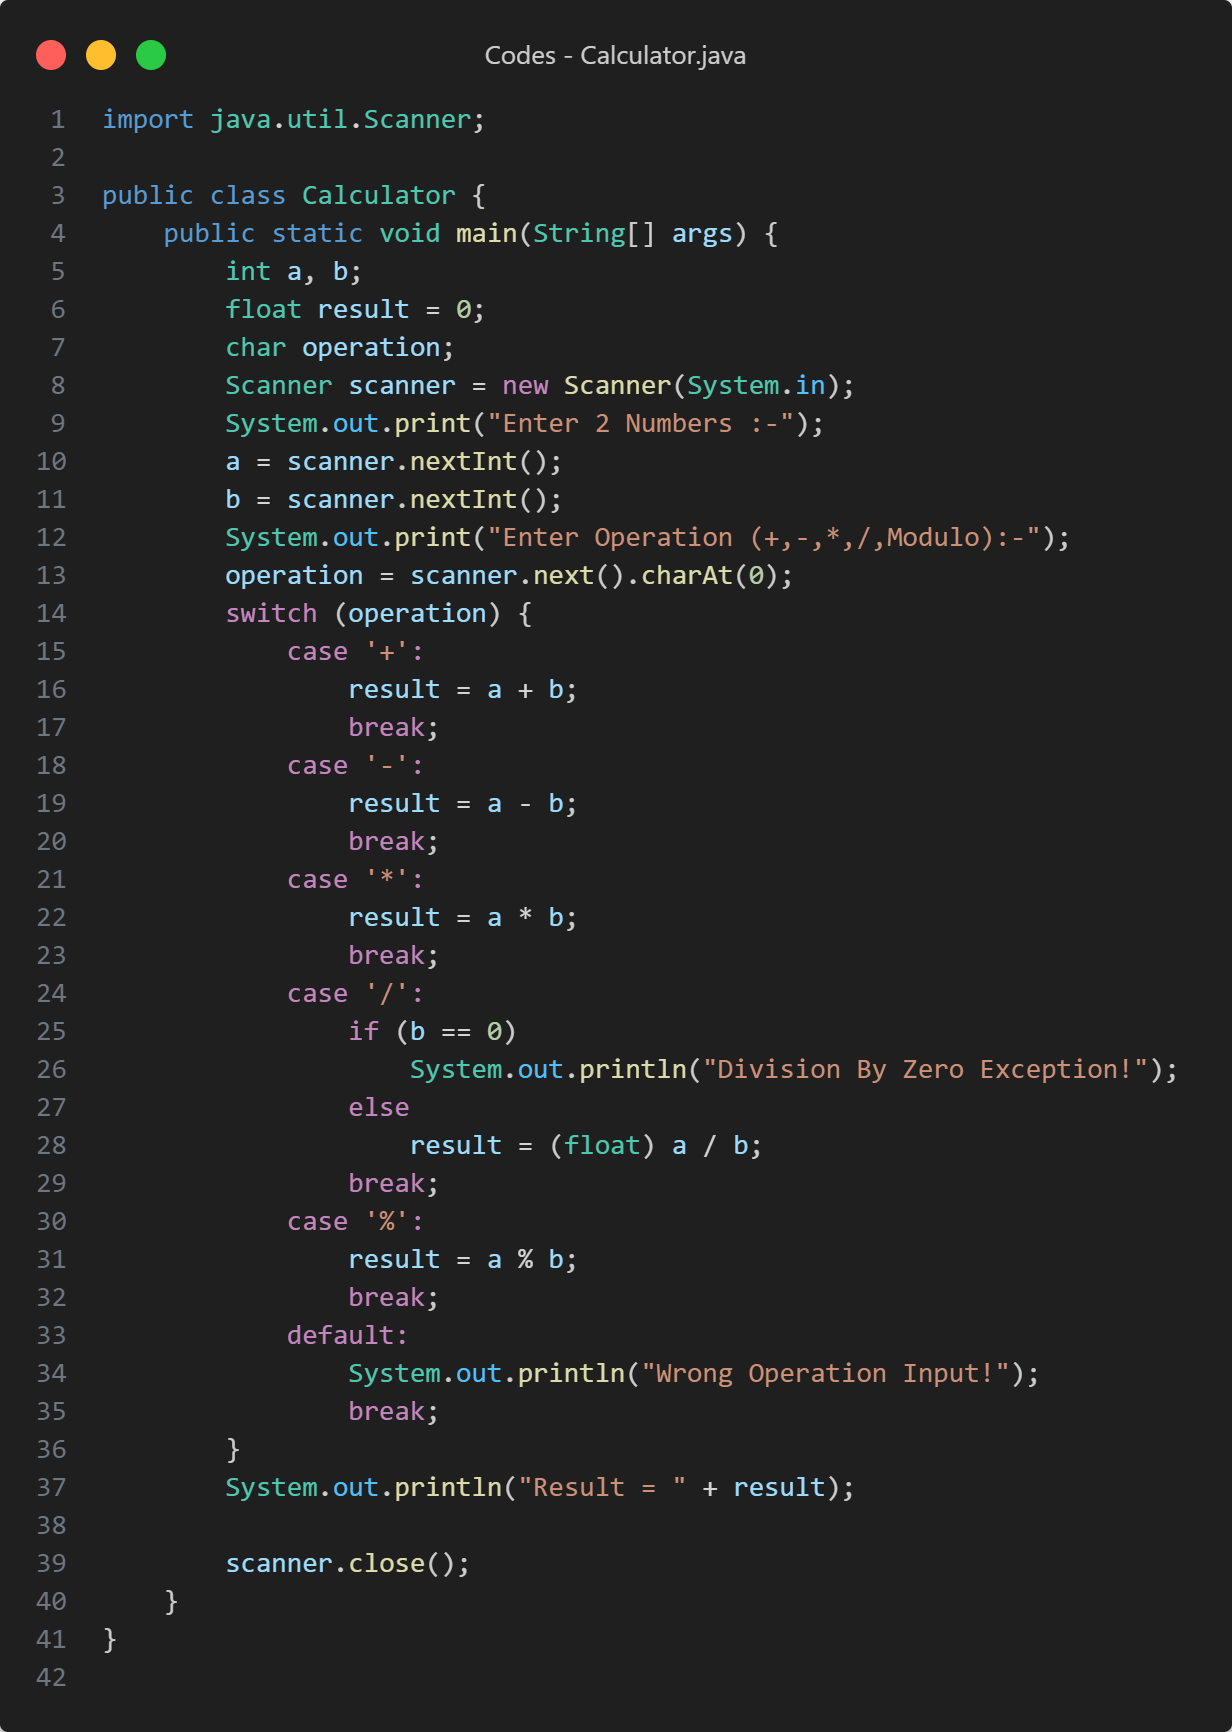 Codes - Calculator.java
1 import java.util.Scanner;
2
3 public class Calculator {
4     public static void main(String[] args) {
5         int a, b;
6         float result = 0;
7         char operation;
8         Scanner scanner = new Scanner(System.in);
9         System.out.print("Enter 2 Numbers :-");
10         a = scanner.nextInt();
11         b = scanner.nextInt();
12         System.out.print("Enter Operation (+,-,*,/,Modulo):-");
13         operation = scanner.next().charAt(0);
14         switch (operation) {
15             case '+':
16                 result = a + b;
17                 break;
18             case '-':
19                 result = a - b;
20                 break;
21             case '*':
22                 result = a * b;
23                 break;
24             case '/':
25                 if (b == 0)
26                     System.out.println("Division By Zero Exception!");
27                 else
28                     result = (float) a / b;
29                 break;
30             case '%':
31                 result = a % b;
32                 break;
33             default:
34                 System.out.println("Wrong Operation Input!");
35                 break;
36         }
37         System.out.println("Result = " + result);
38
39         scanner.close();
40     }
41 }
42